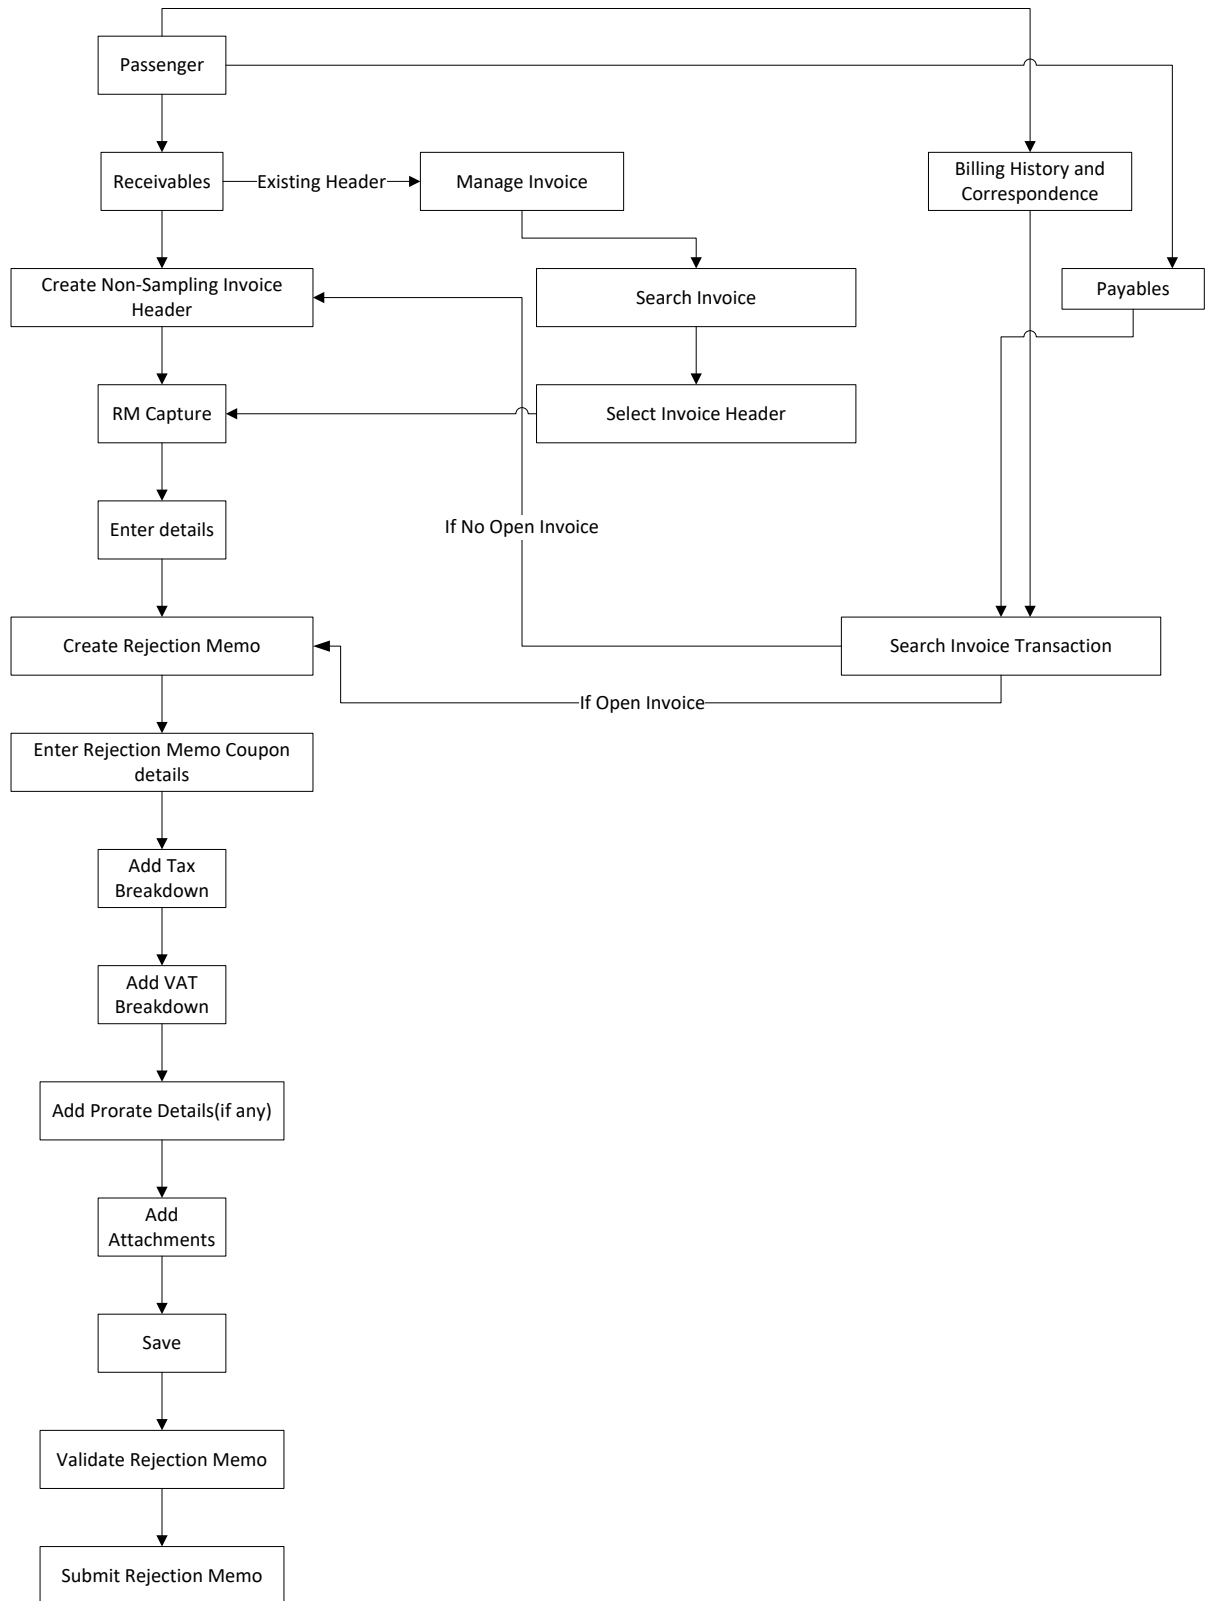 Passenger
Receivables
Existing Header
Manage Invoice
Billing History and
Correspondence
Create Non-Sampling Invoice
Header
Search Invoice
Payables
RM Capture
Select Invoice Header
Enter details
If No Open Invoice
Create Rejection Memo
Search Invoice Transaction
If Open Invoice
Enter Rejection Memo Coupon
details
Add Tax
Breakdown
Add VAT
Breakdown
Add Prorate Details(if any)
Add
Attachments
Save
Validate Rejection Memo
Submit Rejection Memo